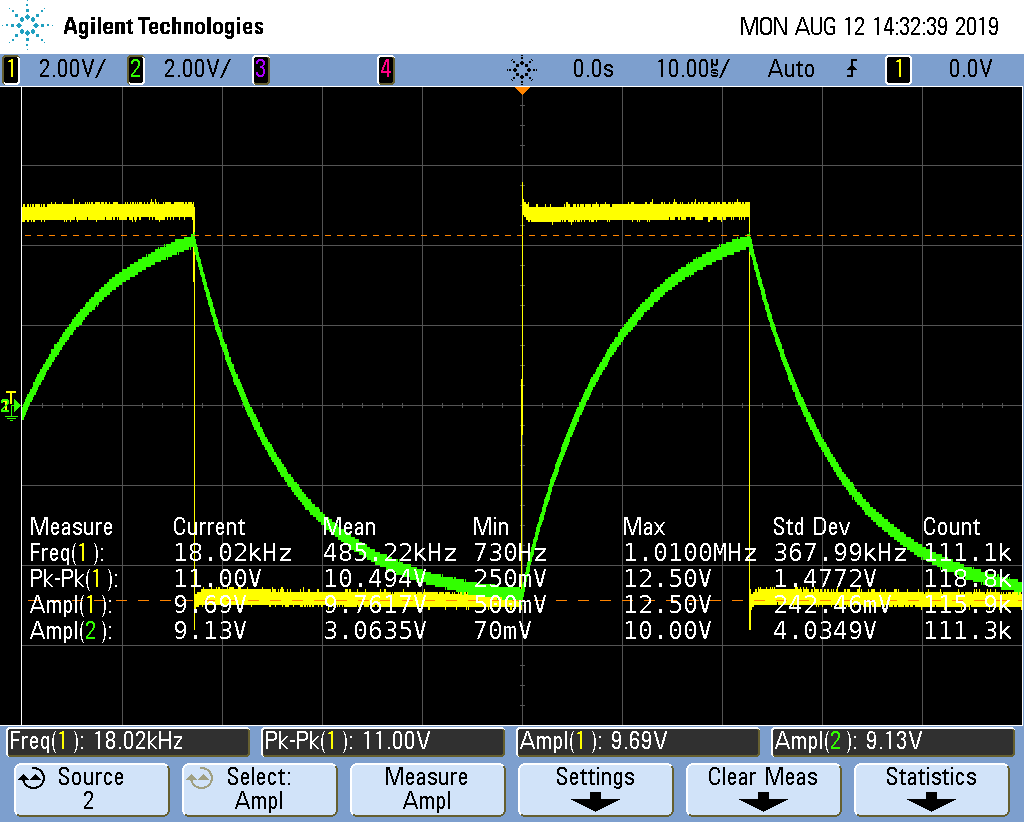 Agilent Technologies MON AUG 12 14:32:39 2019
1 2.00V/ 2 2.00V/ 3 4 0.0s 10.00µs/ Auto 1 0.0V
T
2
Measure Current Mean Min Max Std Dev Count
Freq(1): 18.02kHz 485.22kHz 730Hz 1.0100MHz 367.99kHz 111.1k
Pk-Pk(1): 11.00V 10.494V 250mV 12.50V 1.4772V 118.8k
Ampl(1): 9.69V 9.7617V 500mV 12.50V 242.46mV 115.9k
Ampl(2): 9.13V 3.0635V 70mV 10.00V 4.0349V 111.3k
Freq(1): 18.02kHz Pk-Pk(1): 11.00V Ampl(1): 9.69V Ampl(2): 9.13V
Source Select: Measure Settings Clear Meas Statistics
2 Ampl Ampl